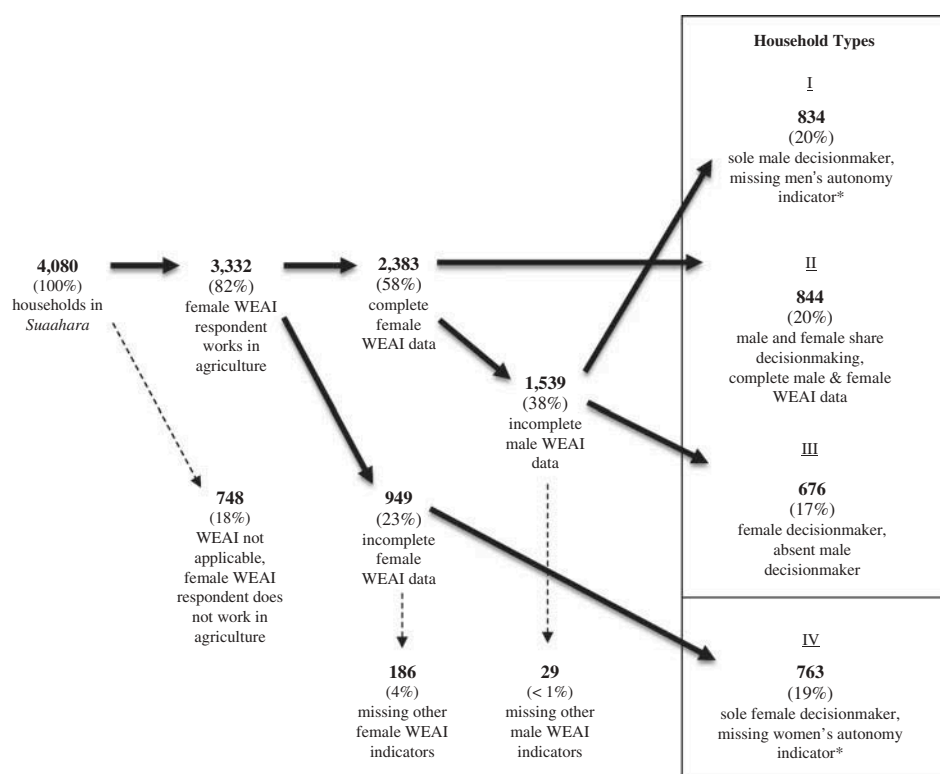 Household Types
I
834
(20%)
sole male decisionmaker,
missing men's autonomy
indicator*
4,080
(100%)
households in
Suaahara
3,332
(82%)
female WEAI
respondent
works in
agriculture
2,383
(58%)
complete
female
WEAI data
II
844
(20%)
male and female share
decisionmaking,
complete male & female
WEAI data
1,539
(38%)
incomplete
male WEAI
data
III
676
(17%)
female decisionmaker,
absent male
decisionmaker
748
(18%)
WEAI not
applicable,
female WEAI
respondent does
not work in
agriculture
949
(23%)
incomplete
female
WEAI data
186
(4%)
missing other
female WEAI
indicators
29
(< 1%)
missing other
male WEAI
indicators
IV
763
(19%)
sole female decisionmaker,
missing women's autonomy
indicator*